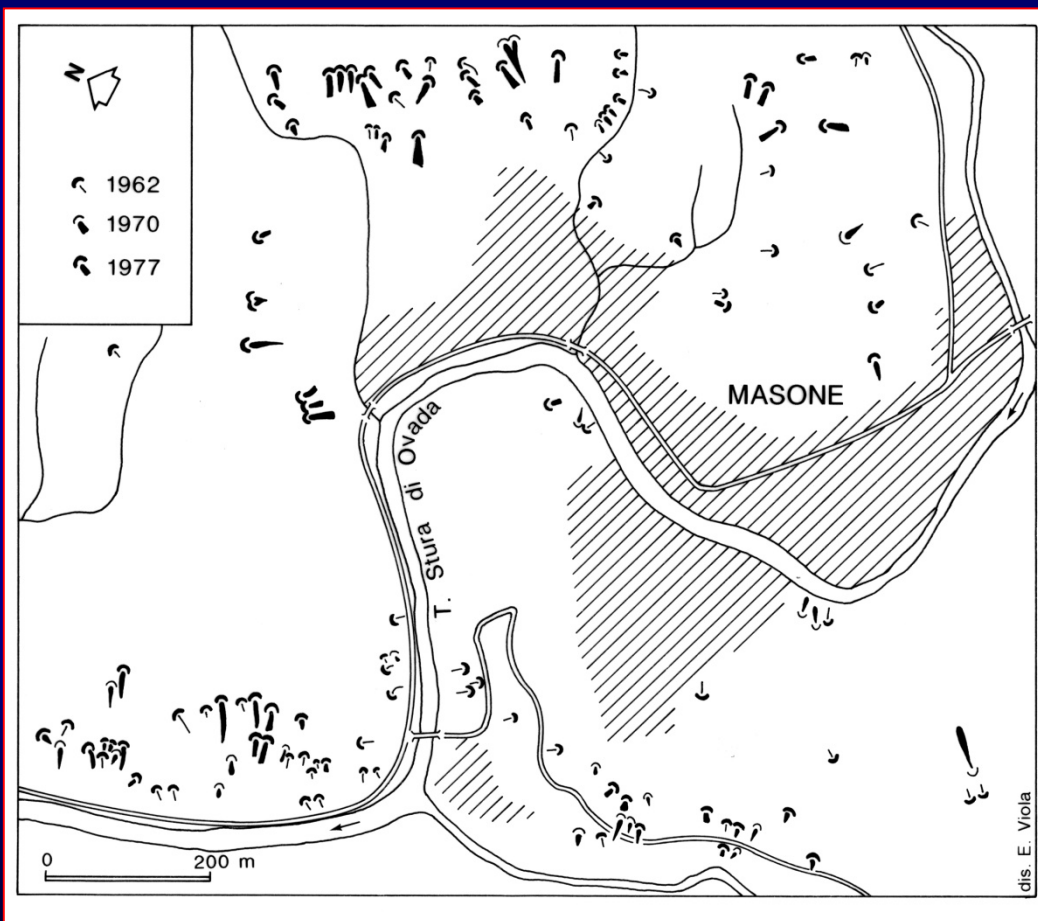 N
1962
1970
1977
MASONE
T. Stura di Ovada
0 200 m
dis. E. Viola